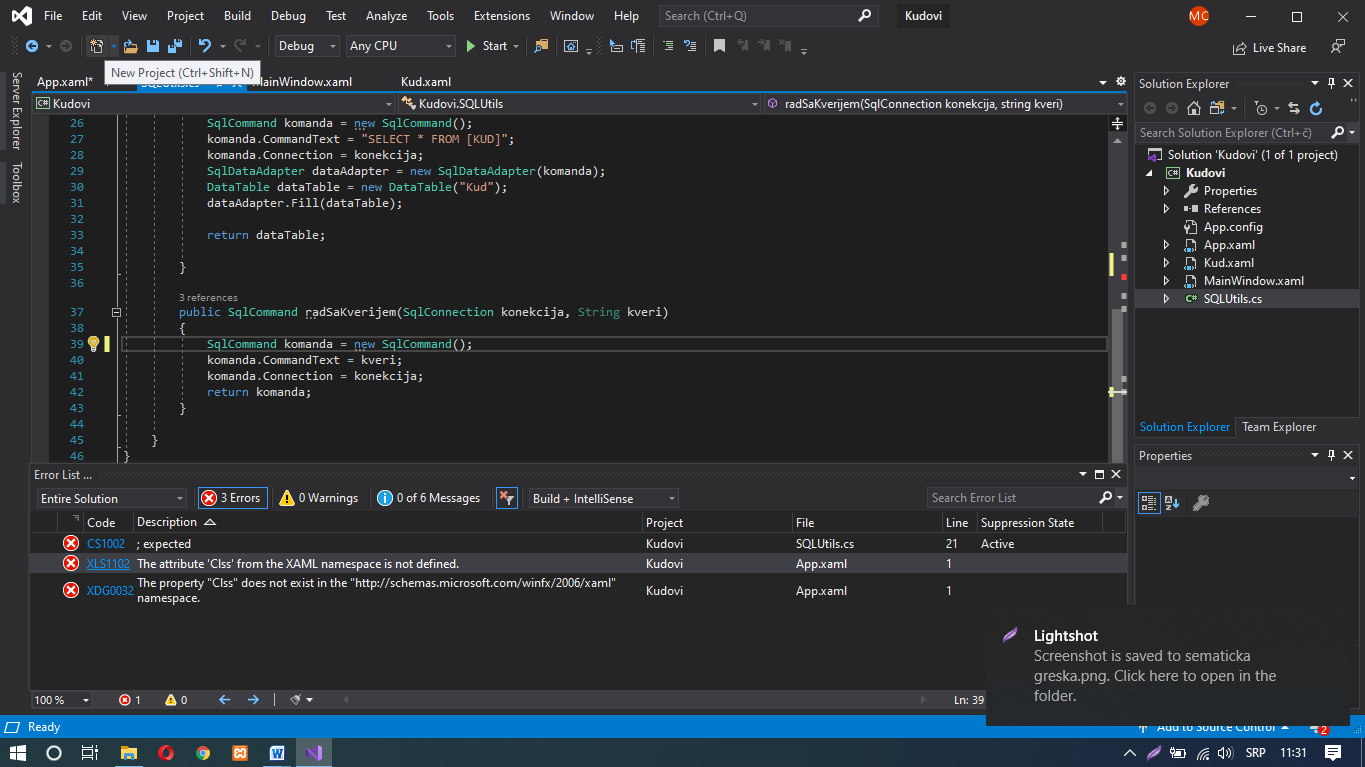 File Edit View Project Build Debug Test Analyze Tools Extensions Window Help Search (Ctrl+Q) Kudovi MC
Debug Any CPU Start Live Share
New Project (Ctrl+Shift+N)
App.xaml* MainWindow.xaml Kud.xaml
Server Explorer
Toolbox
Kudovi Kudovi.SQLUtils radSaKverijem(SqlConnection konekcija, string kveri)
26 SqlCommand komanda = new SqlCommand();
27 komanda.CommandText = "SELECT * FROM [KUD]";
28 komanda.Connection = konekcija;
29 SqlDataAdapter dataAdapter = new SqlDataAdapter(komanda);
30 DataTable dataTable = new DataTable("Kud");
31 dataAdapter.Fill(dataTable);
32
33 return dataTable;
34
35 }
36
3 references
37 public SqlCommand radSaKverijem(SqlConnection konekcija, String kveri)
38 {
39 SqlCommand komanda = new SqlCommand();
40 komanda.CommandText = kveri;
41 komanda.Connection = konekcija;
42 return komanda;
43 }
44
45 }
46 }
Solution Explorer
Search Solution Explorer (Ctrl+č)
Solution 'Kudovi' (1 of 1 project)
C# Kudovi
Properties
References
App.config
App.xaml
Kud.xaml
MainWindow.xaml
C# SQLUtils.cs
Solution Explorer Team Explorer
Properties
Error List ...
Entire Solution 3 Errors 0 Warnings 0 of 6 Messages Build + IntelliSense Search Error List
Code Description Project File Line Suppression State
CS1002 ; expected Kudovi SQLUtils.cs 21 Active
XLS1102 The attribute 'Clss' from the XAML namespace is not defined. Kudovi App.xaml 1
XDG0032 The property "Clss" does not exist in the "http://schemas.microsoft.com/winfx/2006/xaml" namespace. Kudovi App.xaml 1
100 % 1 0 Ln: 39
Lightshot
Screenshot is saved to sematicka
greska.png. Click here to open in the
folder.
Ready Add to Source Control 2
SRP 11:31